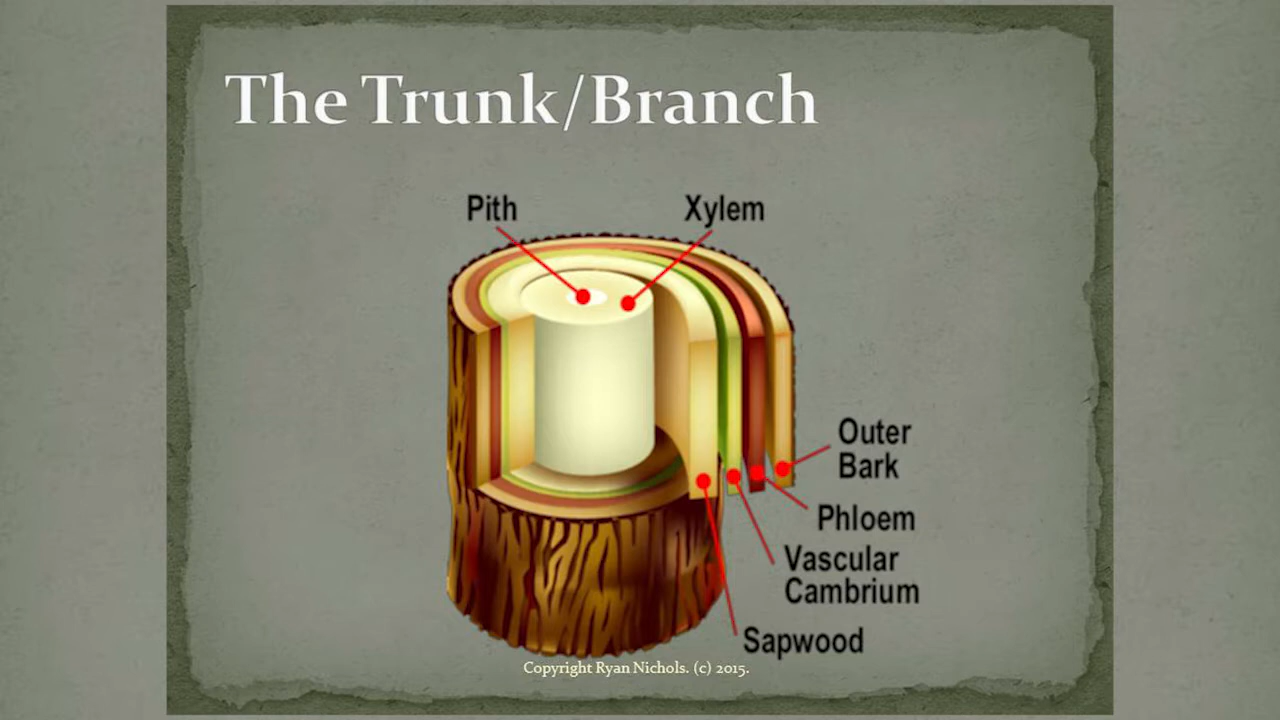 The Trunk/Branch
Pith
Xylem
Outer
Bark
Phloem
Vascular
Cambrium
Sapwood
Copyright Ryan Nichols. (c) 2015.